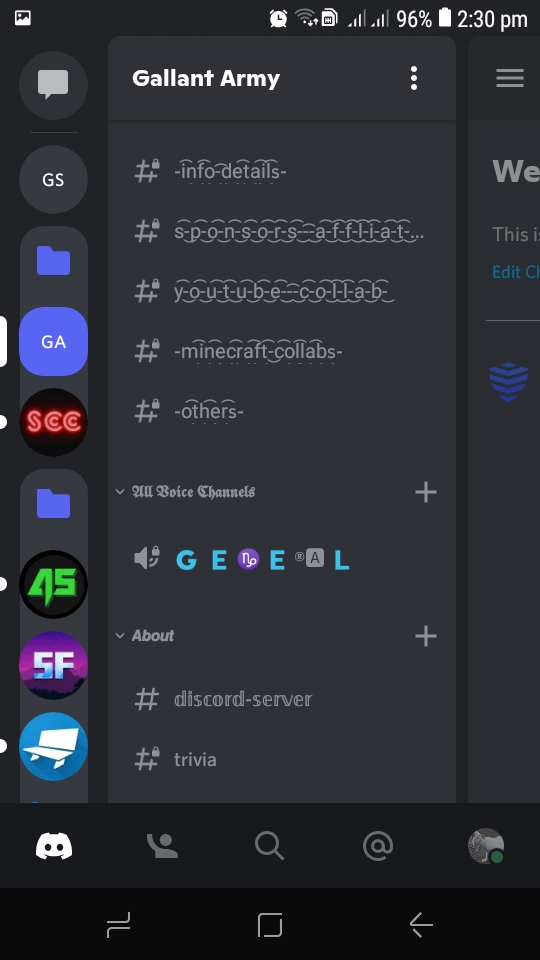 96% 2:30 pm
Gallant Army
GS
GA
SCC
4S
SF
-info-details-
s-p-o-n-s-o-r-s---a-f-f-l-i-a-t-...
y-o-u-t-u-b-e---c-o-l-l-a-b-
-minecraft-collabs-
-others-
𝕬𝖑𝖑 𝖁𝖔𝖎𝖈𝖊 𝕮𝖍𝖆𝖓𝖓𝖊𝖑𝖘
🇬 🇪 ♑ 🇪 ®🅰 🇱
𝘼𝙗𝙤𝙪𝙩
𝕕𝕚𝕤𝕔𝕠𝕣𝕕-𝕤𝕖𝕣𝕧𝕖𝕣
trivia
We
This is
Edit Ch